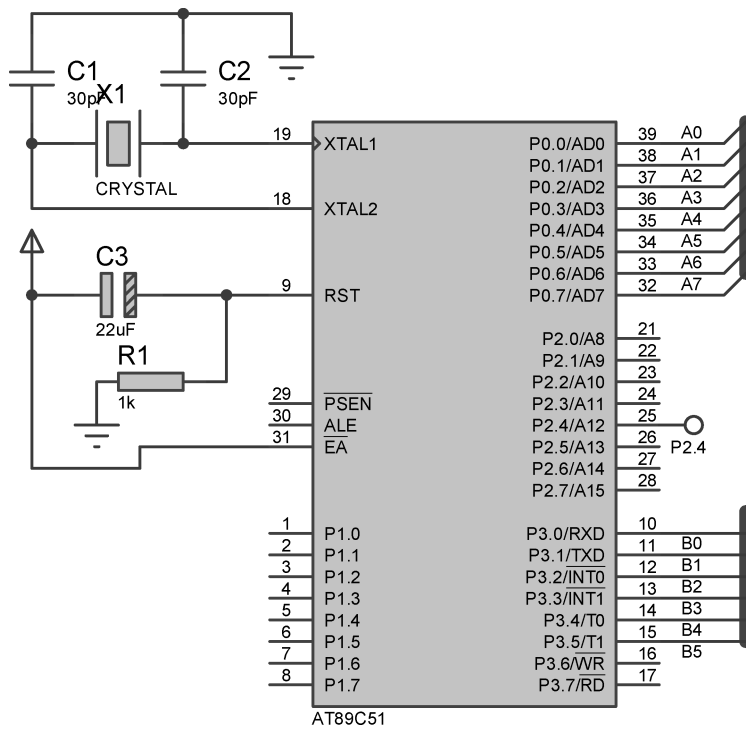 C1
30pF
X1
CRYSTAL
C2
30pF
19 XTAL1
18 XTAL2
C3
22uF
9 RST
R1
1k
29 PSEN
30 ALE
31 EA
1 P1.0
2 P1.1
3 P1.2
4 P1.3
5 P1.4
6 P1.5
7 P1.6
8 P1.7
P0.0/AD0 39 A0
P0.1/AD1 38 A1
P0.2/AD2 37 A2
P0.3/AD3 36 A3
P0.4/AD4 35 A4
P0.5/AD5 34 A5
P0.6/AD6 33 A6
P0.7/AD7 32 A7
P2.0/A8 21
P2.1/A9 22
P2.2/A10 23
P2.3/A11 24
P2.4/A12 25
P2.4
P2.5/A13 26
P2.6/A14 27
P2.7/A15 28
P3.0/RXD 10
P3.1/TXD 11 B0
P3.2/INT0 12 B1
P3.3/INT1 13 B2
P3.4/T0 14 B3
P3.5/T1 15 B4
P3.6/WR 16 B5
P3.7/RD 17
AT89C51